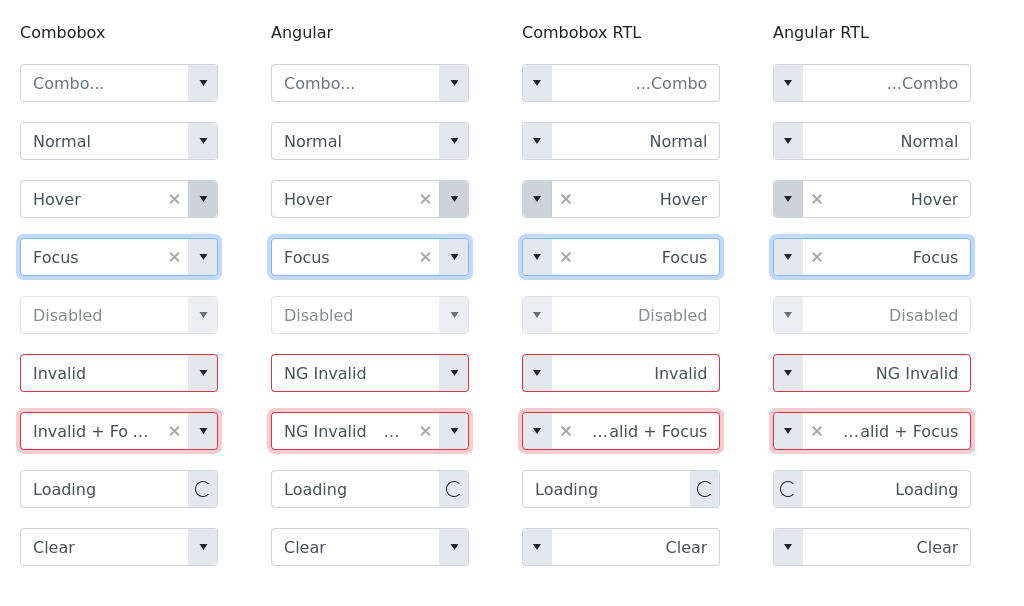 Combobox Angular Combobox RTL Angular RTL
Combo... Combo... ...Combo ...Combo
Normal Normal Normal Normal
Hover Hover Hover Hover
Focus Focus Focus Focus
Disabled Disabled Disabled Disabled
Invalid NG Invalid Invalid NG Invalid
Invalid + Fo ... NG Invalid ... ...alid + Focus ...alid + Focus
Loading Loading Loading Loading
Clear Clear Clear Clear